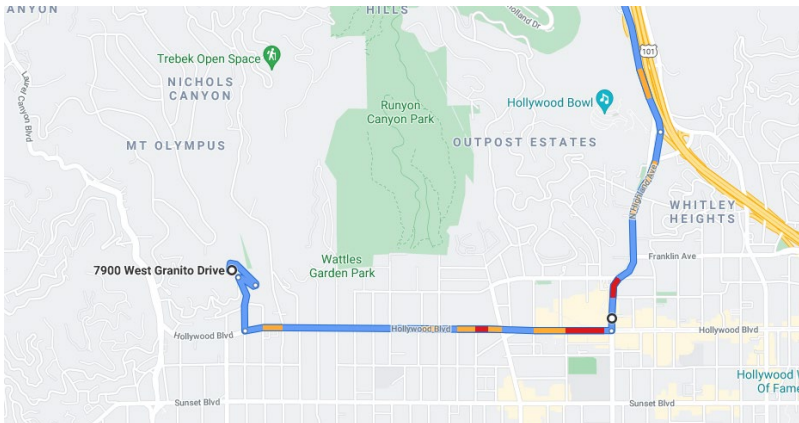 ANYON
HILLS
Holland Dr
101
Trebek Open Space
NICHOLS
CANYON
Laurel Canyon Blvd
Runyon
Canyon Park
Hollywood Bowl
MT OLYMPUS
OUTPOST ESTATES
N Highland Ave
WHITLEY
HEIGHTS
Wattles
Garden Park
Franklin Ave
7900 West Granito Drive
Hollywood Blvd
Hollywood Blvd
Hollywood Blvd
Hollywood W
Of Fame
Sunset Blvd
Sunset Blvd